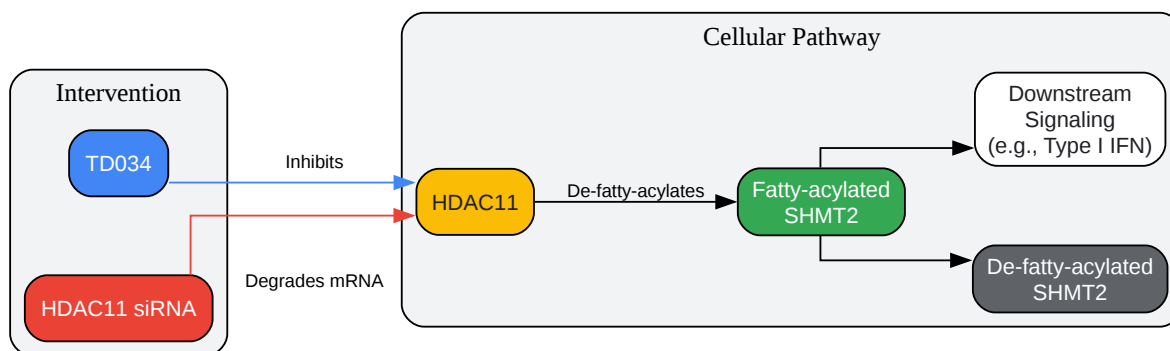 Cellular Pathway
Intervention
TD034
HDAC11 siRNA
Inhibits
Degrades mRNA
HDAC11
De-fatty-acylates
Fatty-acylated
SHMT2
Downstream
Signaling
(e.g., Type I IFN)
De-fatty-acylated
SHMT2